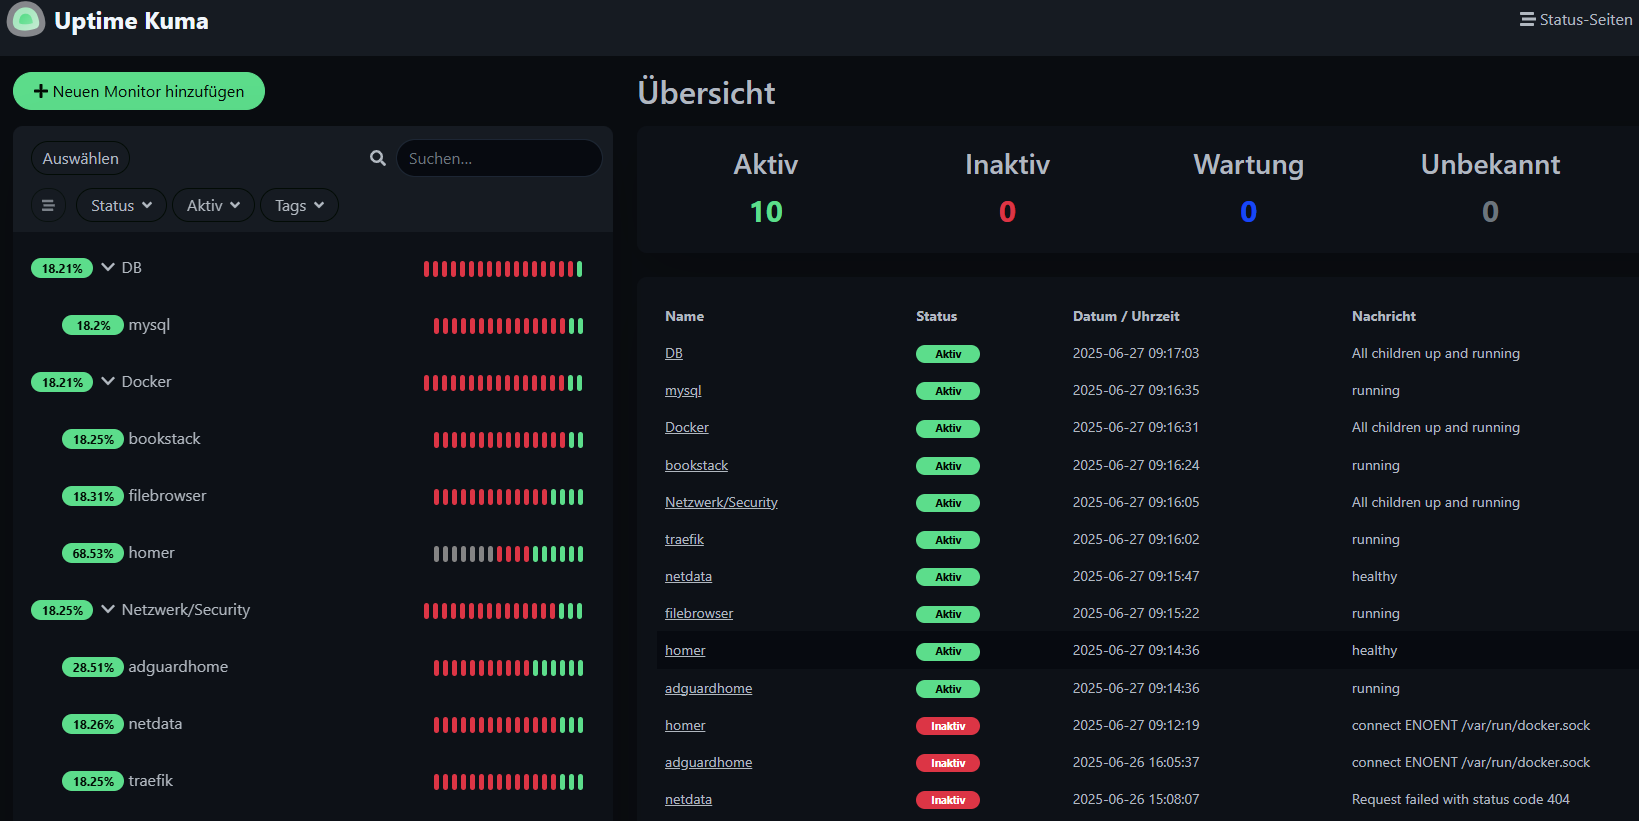 Uptime Kuma
Status-Seiten
Neuen Monitor hinzufügen
Auswählen
Suchen...
Status
Aktiv
Tags
18.21% DB
18.2% mysql
18.21% Docker
18.25% bookstack
18.31% filebrowser
68.53% homer
18.25% Netzwerk/Security
28.51% adguardhome
18.26% netdata
18.25% traefik
Übersicht
Aktiv Inaktiv Wartung Unbekannt
10 0 0 0
Name Status Datum / Uhrzeit Nachricht
DB Aktiv 2025-06-27 09:17:03 All children up and running
mysql Aktiv 2025-06-27 09:16:35 running
Docker Aktiv 2025-06-27 09:16:31 All children up and running
bookstack Aktiv 2025-06-27 09:16:24 running
Netzwerk/Security Aktiv 2025-06-27 09:16:05 All children up and running
traefik Aktiv 2025-06-27 09:16:02 running
netdata Aktiv 2025-06-27 09:15:47 healthy
filebrowser Aktiv 2025-06-27 09:15:22 running
homer Aktiv 2025-06-27 09:14:36 healthy
adguardhome Aktiv 2025-06-27 09:14:36 running
homer Inaktiv 2025-06-27 09:12:19 connect ENOENT /var/run/docker.sock
adguardhome Inaktiv 2025-06-26 16:05:37 connect ENOENT /var/run/docker.sock
netdata Inaktiv 2025-06-26 15:08:07 Request failed with status code 404